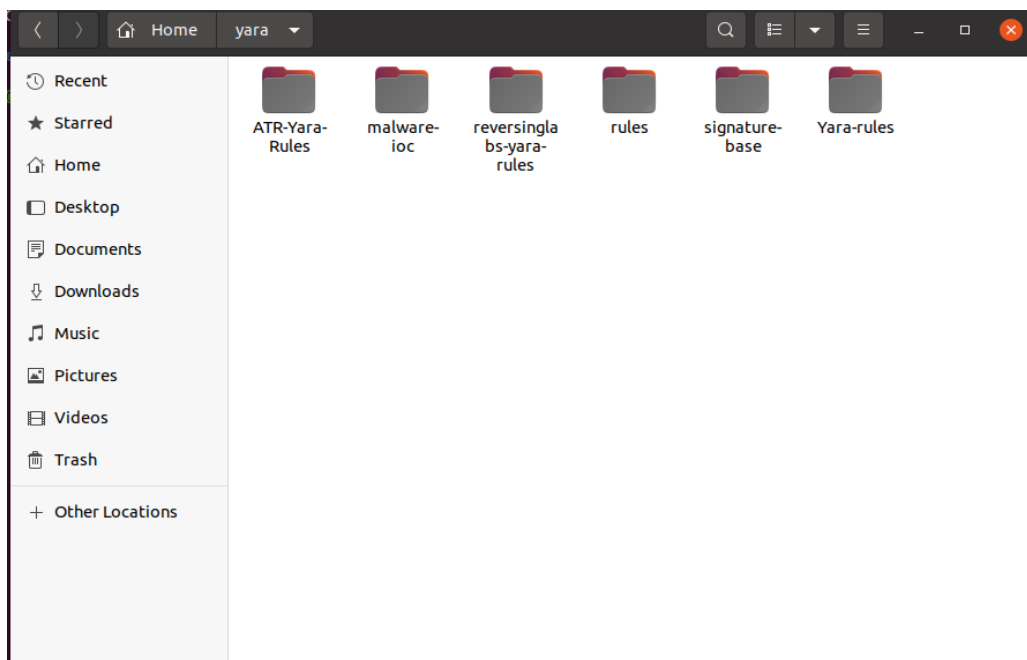 Home yara
Recent
Starred
Home
Desktop
Documents
Downloads
Music
Pictures
Videos
Trash
Other Locations
ATR-Yara-
Rules
malware-
ioc
reversingla
bs-yara-
rules
rules
signature-
base
Yara-rules